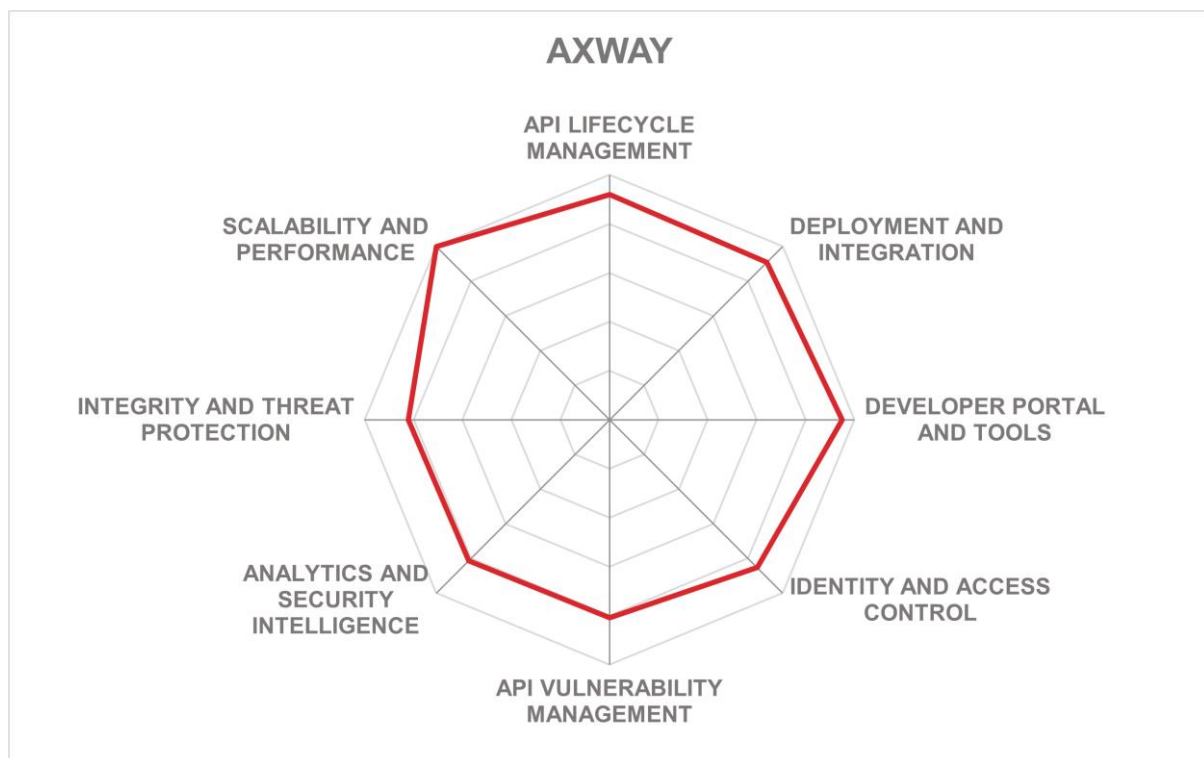 AXWAY
API LIFECYCLE
MANAGEMENT
SCALABILITY AND
PERFORMANCE
DEPLOYMENT AND
INTEGRATION
INTEGRITY AND THREAT
PROTECTION
DEVELOPER PORTAL
AND TOOLS
ANALYTICS AND
SECURITY
INTELLIGENCE
IDENTITY AND ACCESS
CONTROL
API VULNERABILITY
MANAGEMENT